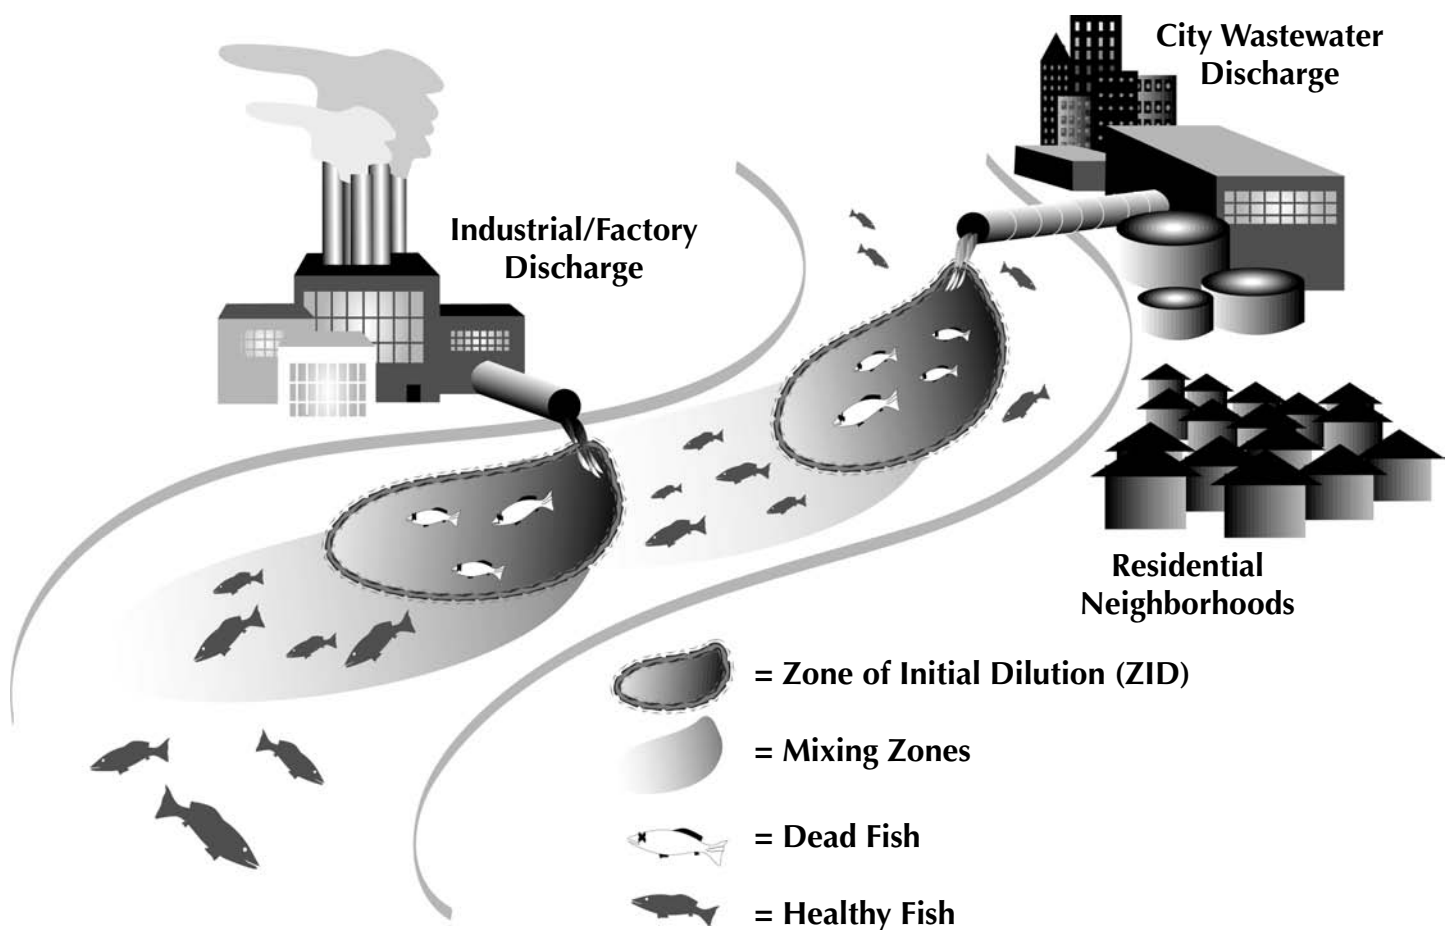 City Wastewater
Discharge
Industrial/Factory
Discharge
Residential
Neighborhoods
= Zone of Initial Dilution (ZID)
= Mixing Zones
= Dead Fish
= Healthy Fish